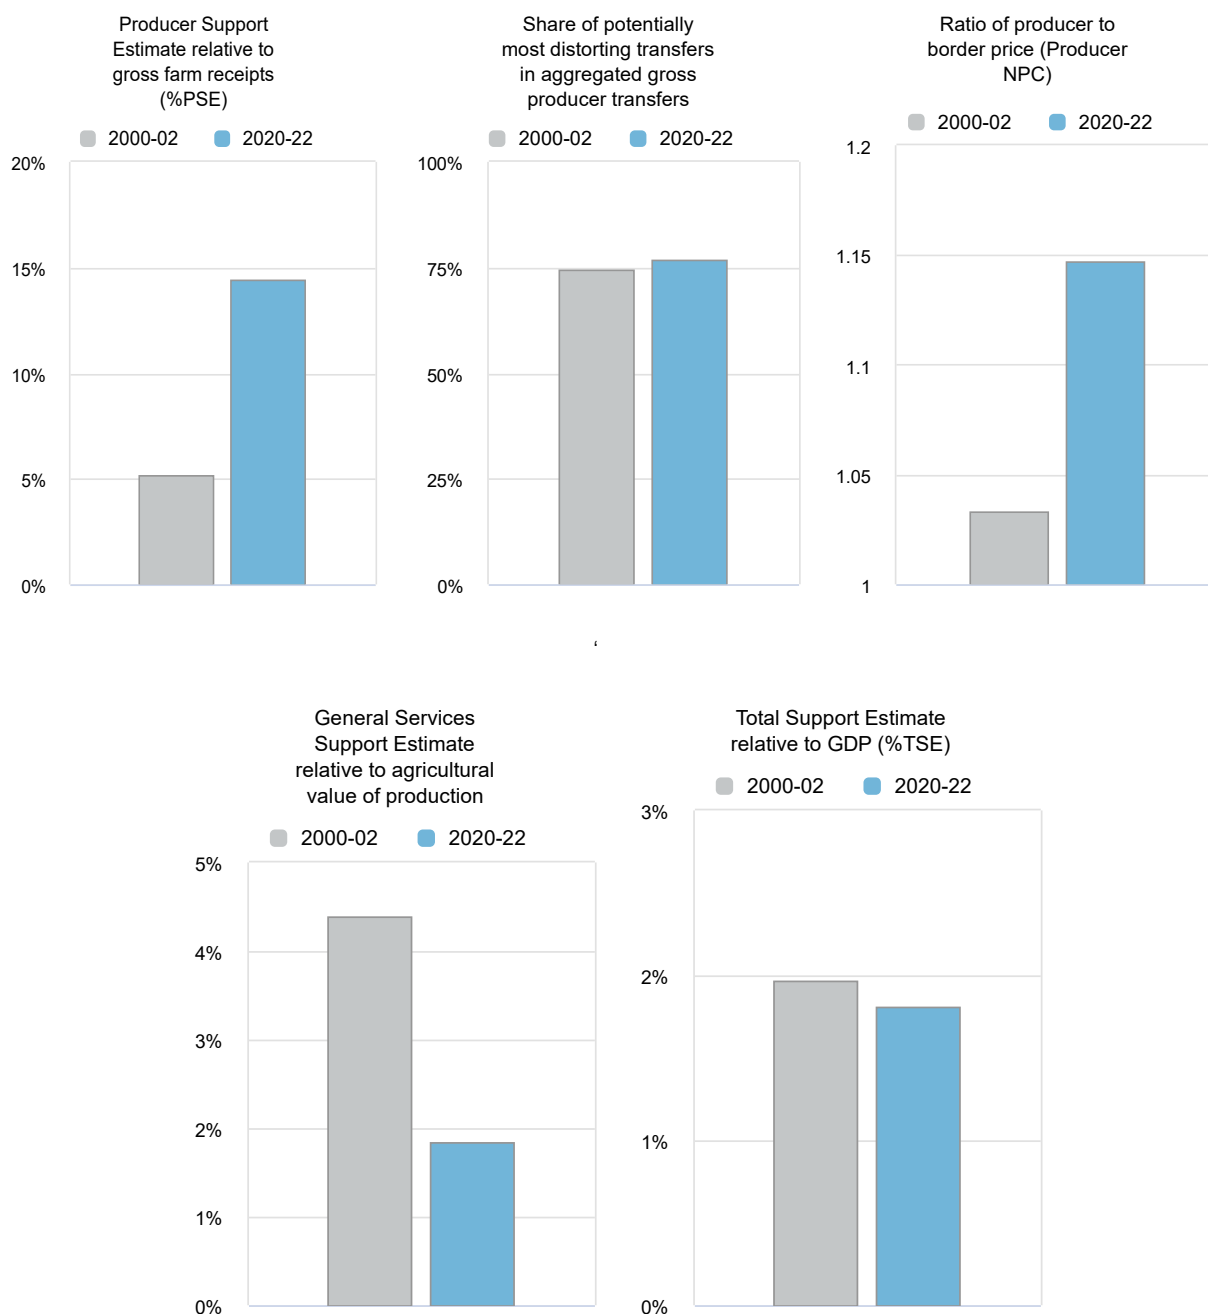 Producer Support
Estimate relative to
gross farm receipts
(%PSE)
2000-02 2020-22
20%
15%
10%
5%
0%
Share of potentially
most distorting transfers
in aggregated gross
producer transfers
2000-02 2020-22
100%
75%
50%
25%
0%
Ratio of producer to
border price (Producer
NPC)
2000-02 2020-22
1.2
1.15
1.1
1.05
1
‘
General Services
Support Estimate
relative to agricultural
value of production
2000-02 2020-22
5%
4%
3%
2%
1%
0%
Total Support Estimate
relative to GDP (%TSE)
2000-02 2020-22
3%
2%
1%
0%